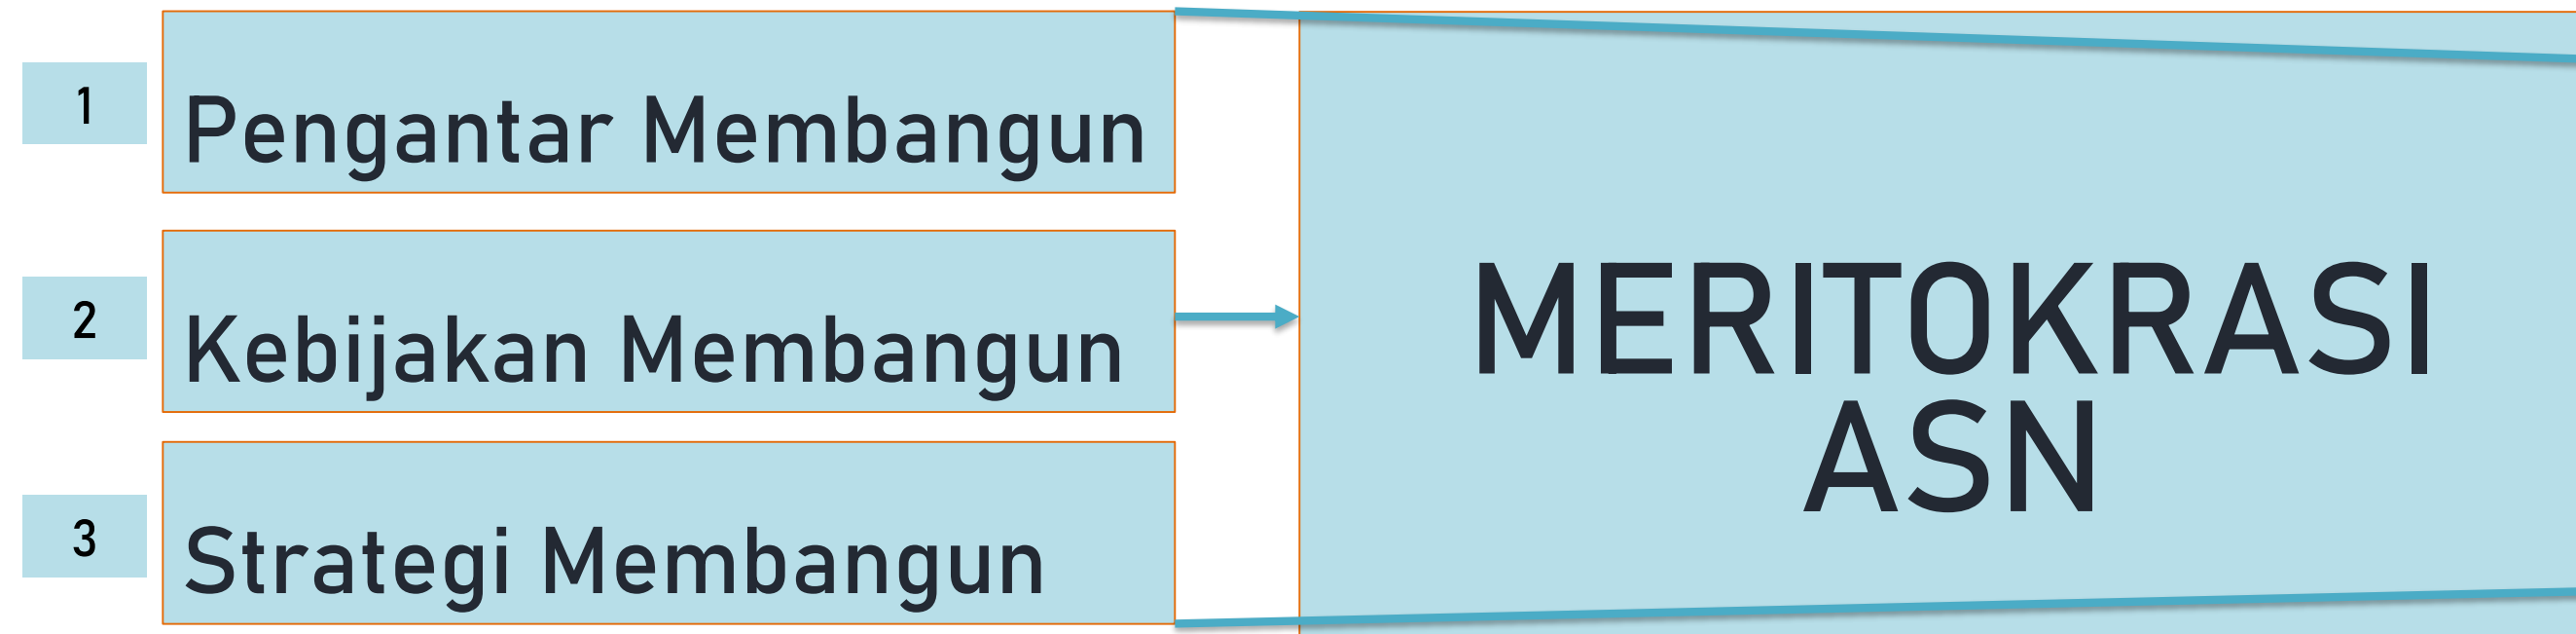 1
Pengantar Membangun
2
Kebijakan Membangun
3
Strategi Membangun
MERITOKRASI
ASN